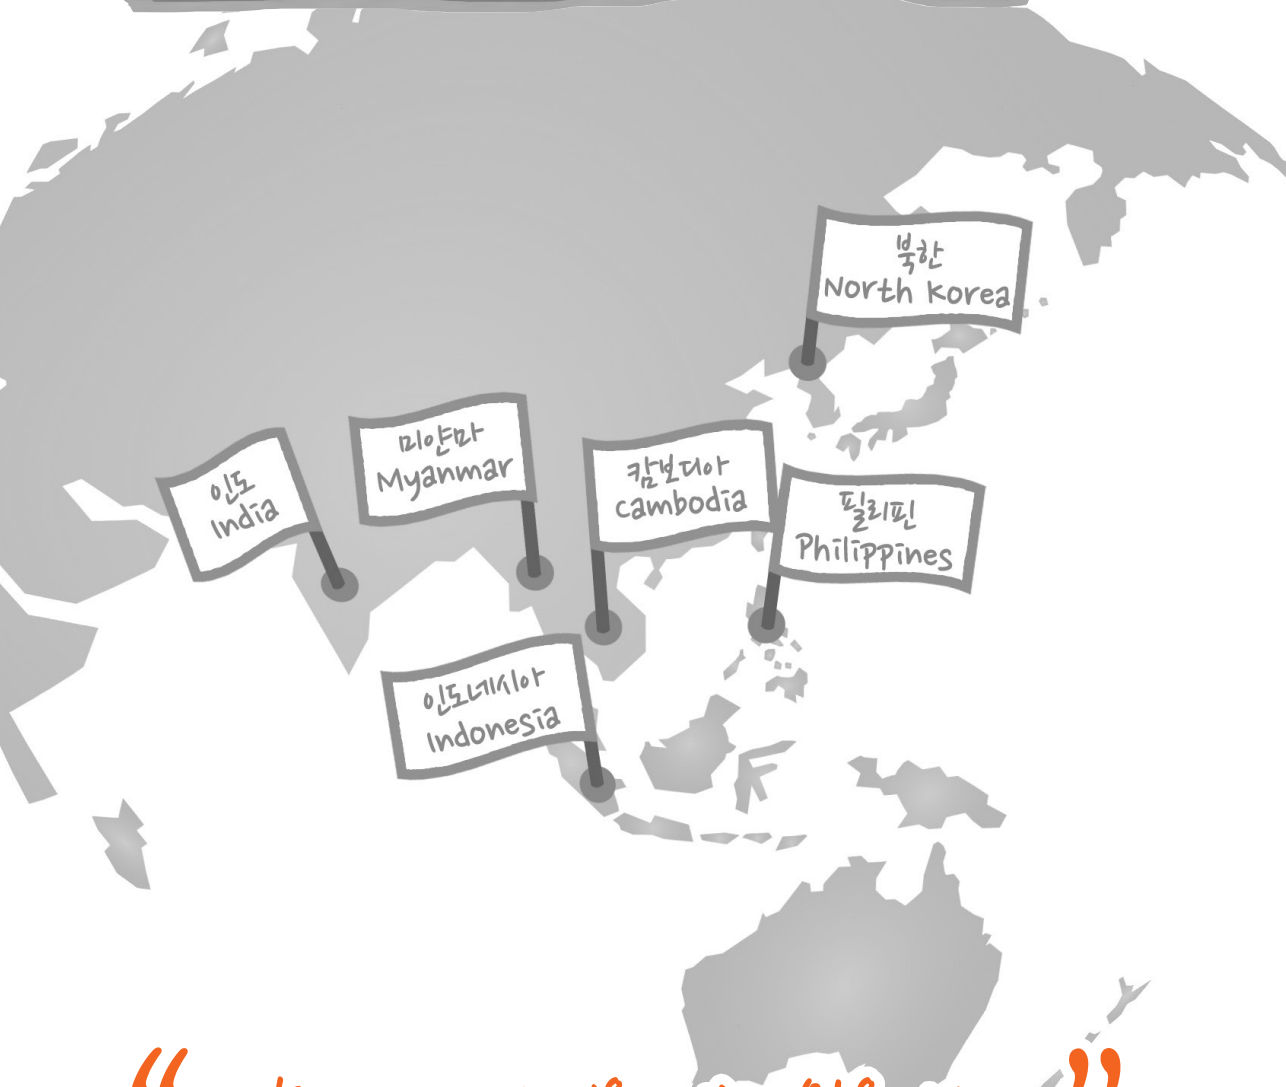 북한
North Korea
미얀마
Myanmar
인도
India
캄보디아
Cambodia
필리핀
Philippines
인도네시아
Indonesia
“ ”